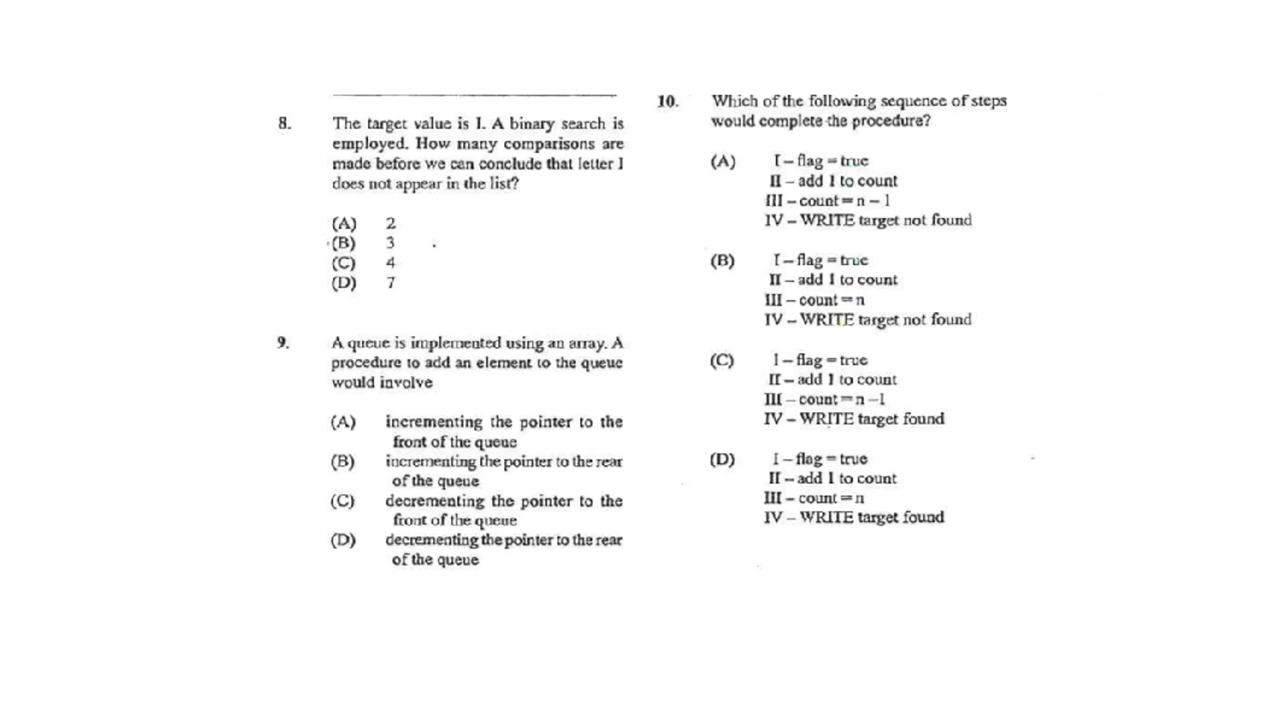 8. The target value is I. A binary search is
employed. How many comparisons are
made before we can conclude that letter I
does not appear in the list?
(A) 2
(B) 3
(C) 4
(D) 7
9. A queue is implemented using an array. A
procedure to add an element to the queue
would involve
(A) incrementing the pointer to the
front of the queue
(B) incrementing the pointer to the rear
of the queue
(C) decrementing the pointer to the
front of the queue
(D) decrementing the pointer to the rear
of the queue
10. Which of the following sequence of steps
would complete the procedure?
(A) I – flag = true
II – add 1 to count
III – count = n – 1
IV – WRITE target not found
(B) I – flag = true
II – add 1 to count
III – count = n
IV – WRITE target not found
(C) I – flag = true
II – add 1 to count
III – count = n –1
IV – WRITE target found
(D) I – flag = true
II – add 1 to count
III – count = n
IV – WRITE target found